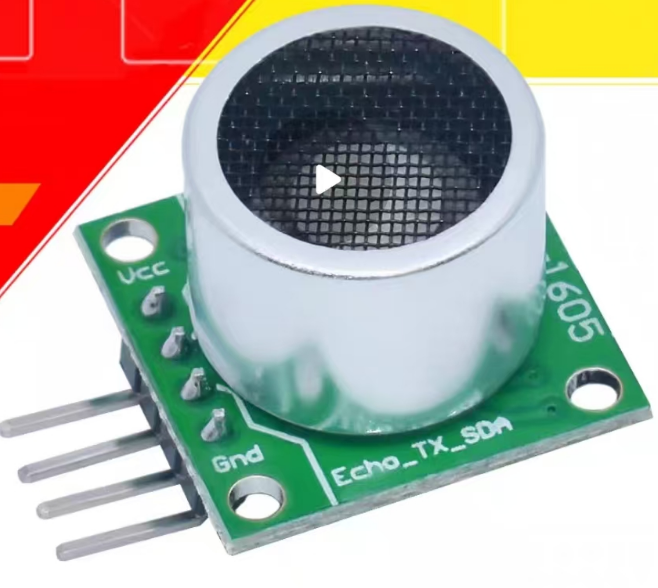 Vcc
1605
Gnd
Echo_TX_SDA